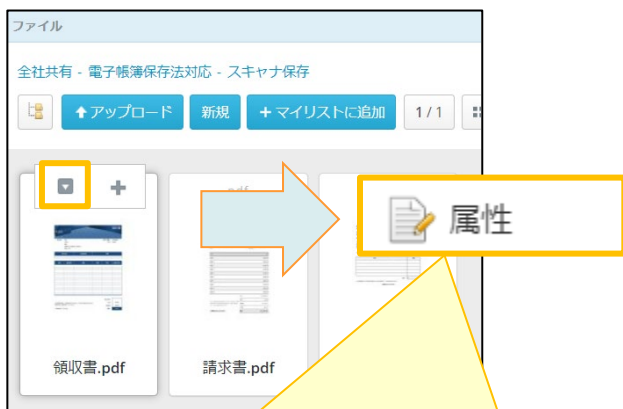 ファイル
全社共有 - 電子帳簿保存法対応 - スキャナ保存
アップロード 新規 + マイリストに追加 1 / 1
属性
領収書.pdf 請求書.pdf